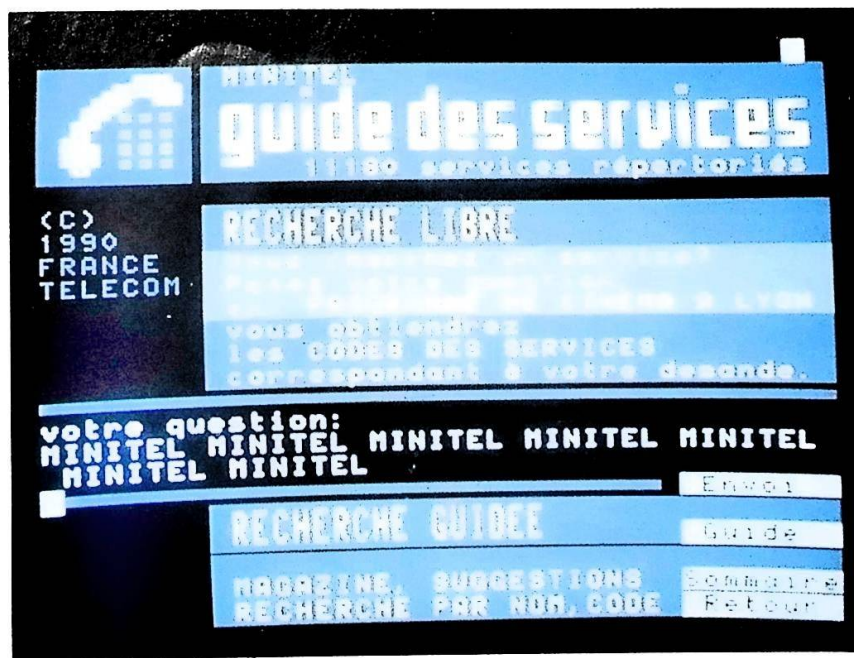 MINITEL
guide des services
11180 services répertoriés
(C)
1990
FRANCE
TELECOM
RECHERCHE LIBRE
A LYON
vous obtiendrez
les CODES DES SERVICES
correspondant à votre demande.
votre question:
MINITEL MINITEL MINITEL MINITEL MINITEL
MINITEL MINITEL
Envoi
RECHERCHE GUIDEE
Guide
MAGAZINE, SUGGESTIONS
Sommaire
RECHERCHE PAR NOM, CODE
Retour